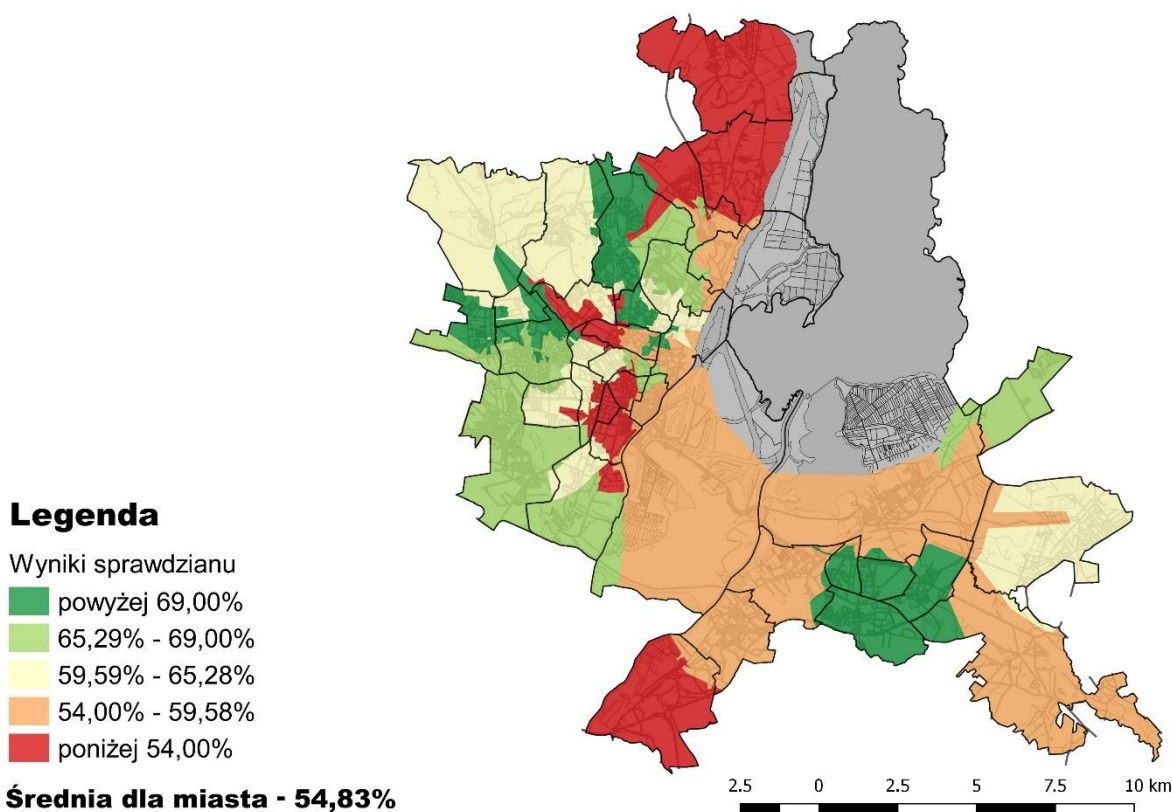 Legenda
Wyniki sprawdzianu
powyżej 69,00%
65,29% - 69,00%
59,59% - 65,28%
54,00% - 59,58%
poniżej 54,00%
Średnia dla miasta - 54,83%
2.5 0 2.5 5 7.5 10 km